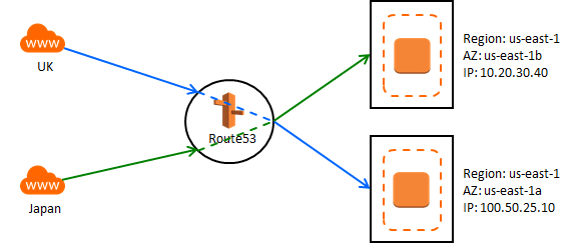 WWW
UK
Region: us-east-1
AZ: us-east-1b
IP: 10.20.30.40
Route53
WWW
Japan
Region: us-east-1
AZ: us-east-1a
IP: 100.50.25.10